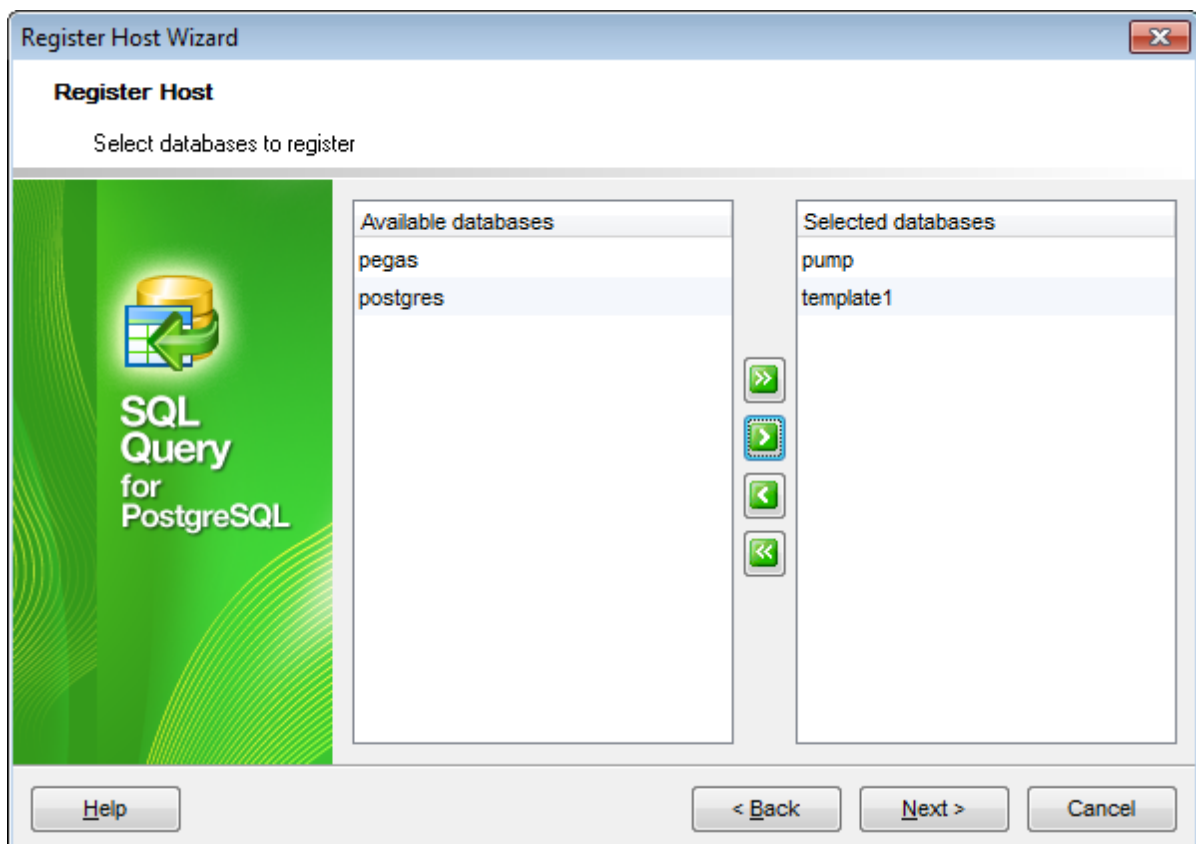 Register Host Wizard
Register Host
Select databases to register
SQL
Query
for
PostgreSQL
Available databases
pegas
postgres
Selected databases
pump
template1
Help
< Back
Next >
Cancel